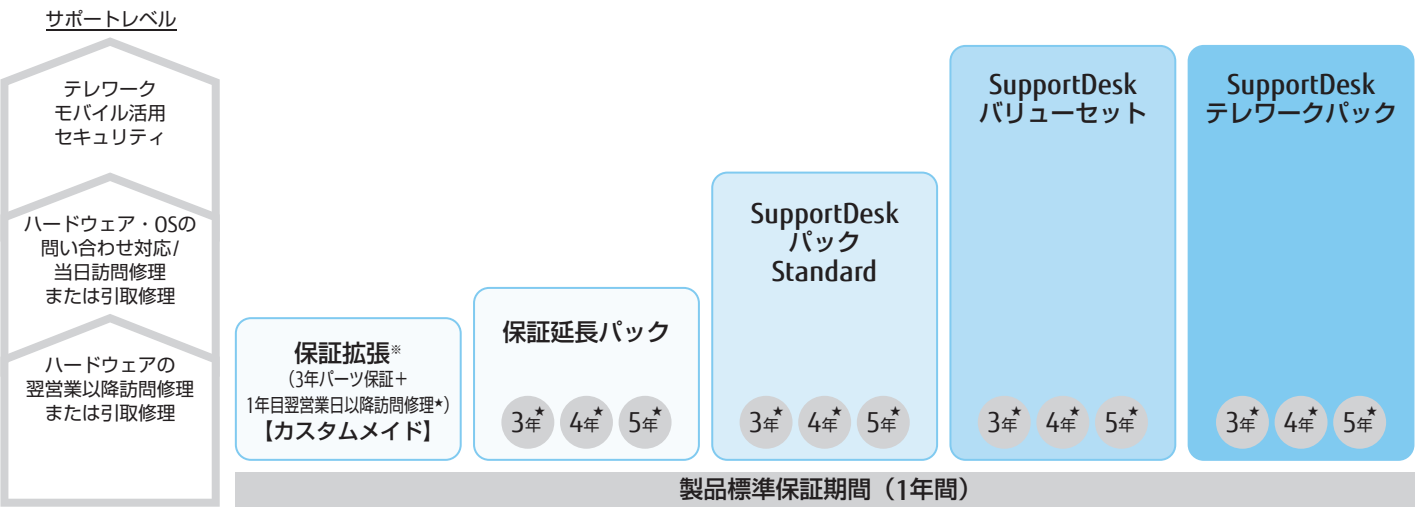 サポートレベル
テレワーク
モバイル活用
セキュリティ
ハードウェア・OSの
問い合わせ対応/
当日訪問修理
または引取修理
ハードウェアの
翌営業以降訪問修理
または引取修理
保証拡張※
(3年パーツ保証＋
1年目翌営業日以降訪問修理★)
【カスタムメイド】
保証延長パック
3年★ 4年★ 5年★
SupportDesk
パック
Standard
3年★ 4年★ 5年★
SupportDesk
バリューセット
3年★ 4年★ 5年★
SupportDesk
テレワークパック
3年★ 4年★ 5年★
製品標準保証期間（1年間）